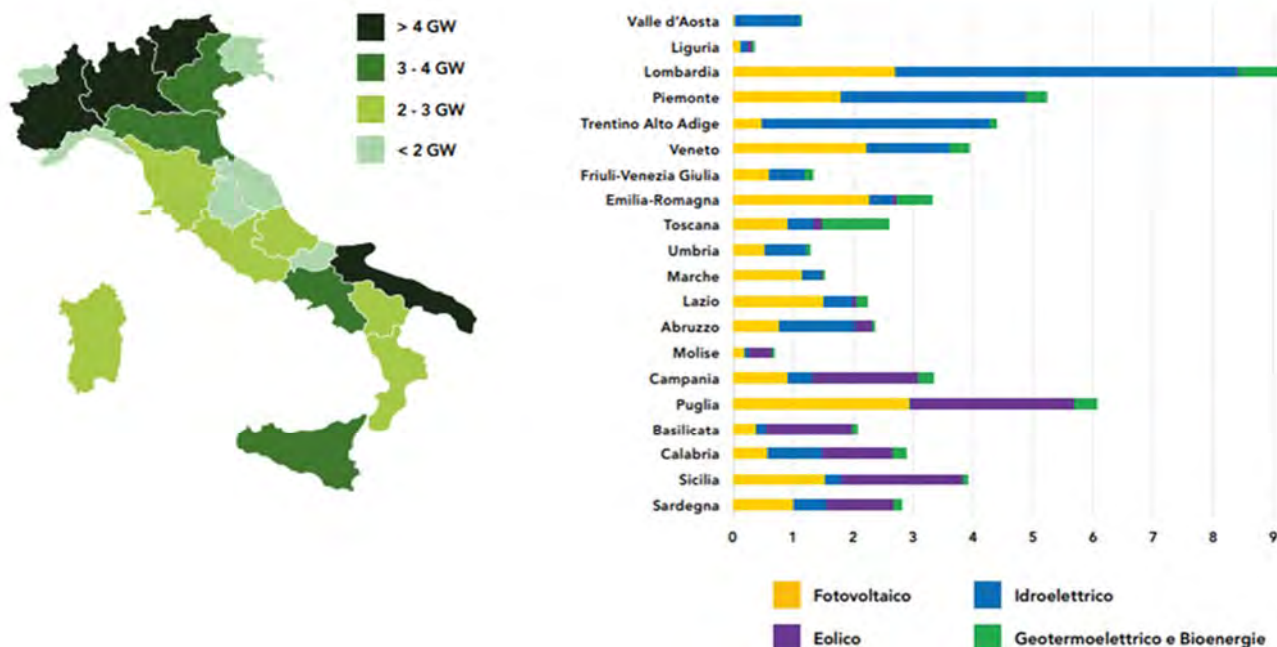 > 4 GW
3 - 4 GW
2 - 3 GW
< 2 GW
Valle d'Aosta
Liguria
Lombardia
Piemonte
Trentino Alto Adige
Veneto
Friuli-Venezia Giulia
Emilia-Romagna
Toscana
Umbria
Marche
Lazio
Abruzzo
Molise
Campania
Puglia
Basilicata
Calabria
Sicilia
Sardegna
0 1 2 3 4 5 6 7 8 9
Fotovoltaico
Idroelettrico
Eolico
Geotermoelettrico e Bioenergie